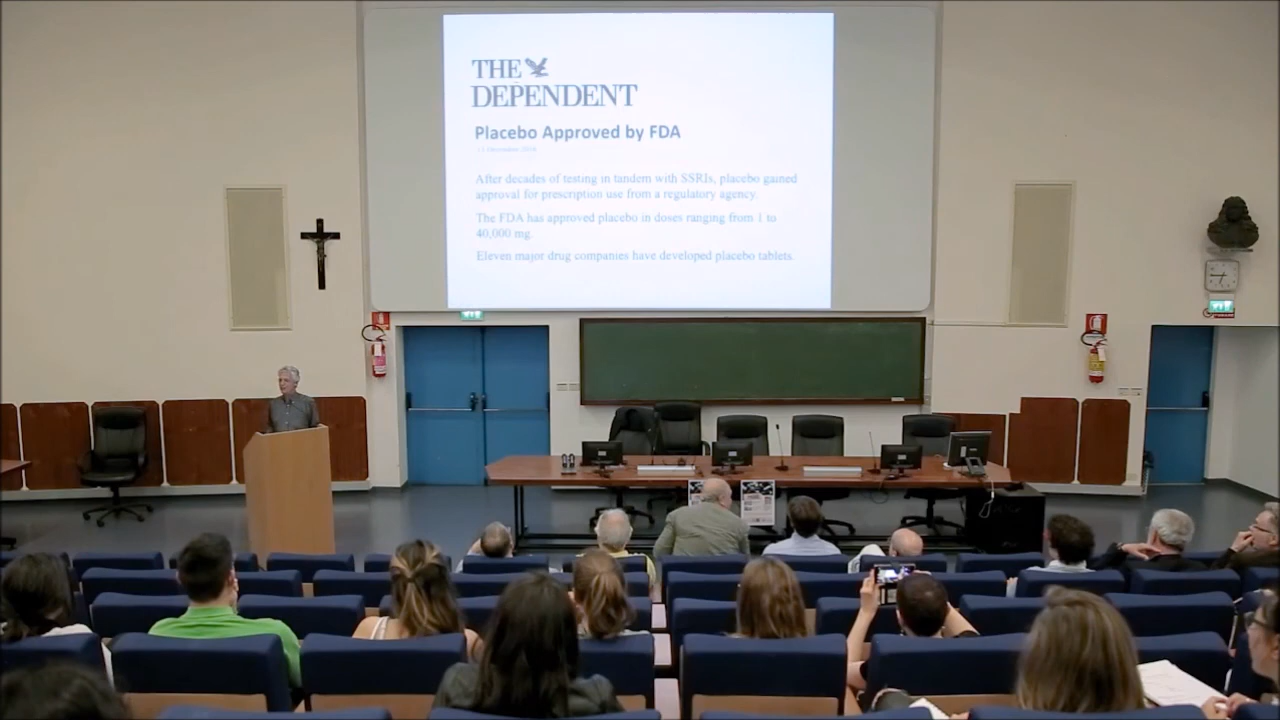 THE
DEPENDENT
Placebo Approved by FDA
After decades of testing in tandem with SSRIs, placebo gained
approval for prescription use from a regulatory agency.
The FDA has approved placebo in doses ranging from 1 to
40,000 mg.
Eleven major drug companies have developed placebo tablets.